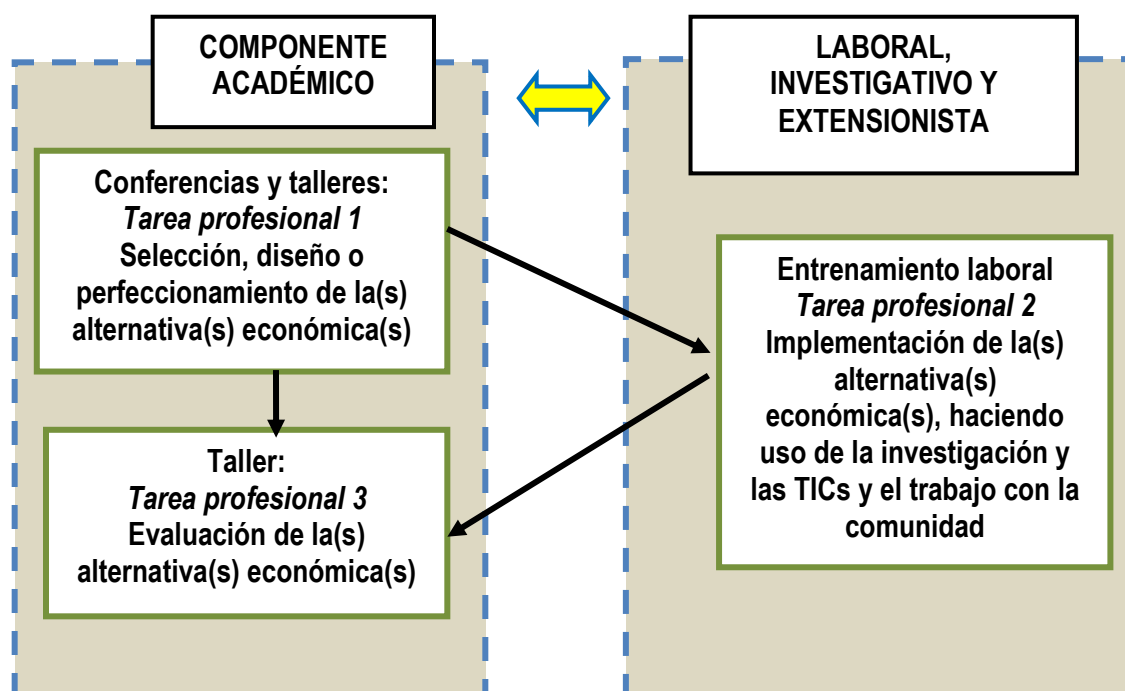 COMPONENTE
ACADÉMICO
Conferencias y talleres:
Tarea profesional 1
Selección, diseño o
perfeccionamiento de la(s)
alternativa(s) económica(s)
Taller:
Tarea profesional 3
Evaluación de la(s)
alternativa(s) económica(s)
LABORAL,
INVESTIGATIVO Y
EXTENSIONISTA
Entrenamiento laboral
Tarea profesional 2
Implementación de la(s)
alternativa(s)
económica(s), haciendo
uso de la investigación y
las TICs y el trabajo con la
comunidad